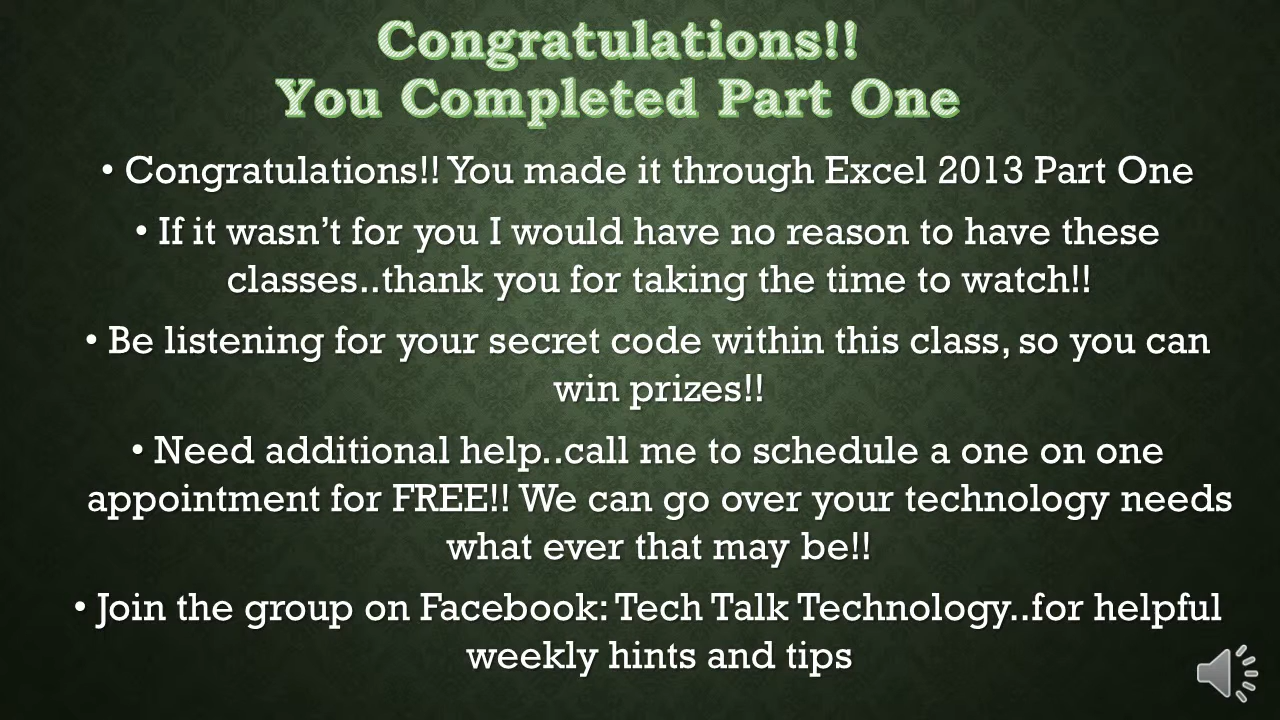 Congratulations!!
You Completed Part One
• Congratulations!! You made it through Excel 2013 Part One
• If it wasn’t for you I would have no reason to have these
classes..thank you for taking the time to watch!!
• Be listening for your secret code within this class, so you can
win prizes!!
• Need additional help..call me to schedule a one on one
appointment for FREE!! We can go over your technology needs
what ever that may be!!
• Join the group on Facebook: Tech Talk Technology..for helpful
weekly hints and tips